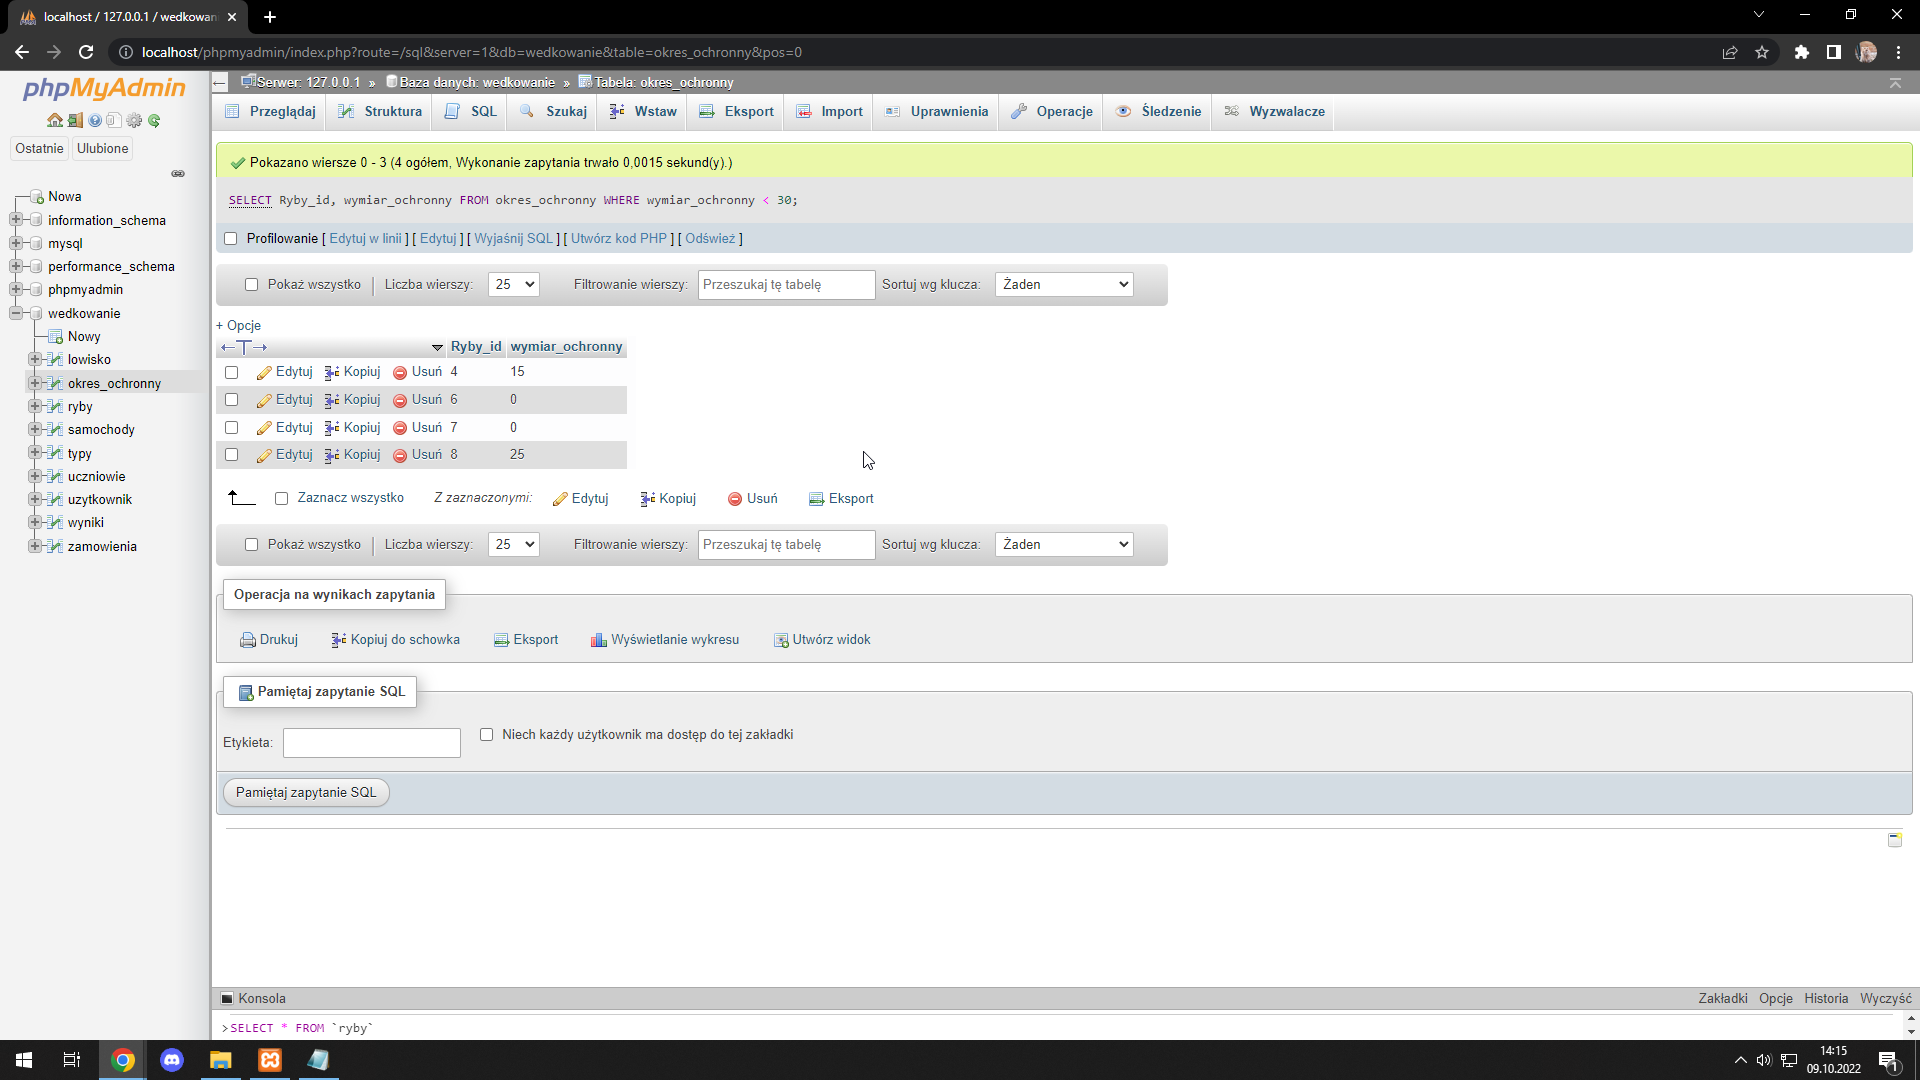 localhost / 127.0.0.1 / wedkowan
localhost/phpmyadmin/index.php?route=/sql&server=1&db=wedkowanie&table=okres_ochronny&pos=0
phpMyAdmin
Ostatnie Ulubione
Nowa
information_schema
mysql
performance_schema
phpmyadmin
wedkowanie
Nowy
lowisko
okres_ochronny
ryby
samochody
typy
uczniowie
uzytkownik
wyniki
zamowienia
Serwer: 127.0.0.1 » Baza danych: wedkowanie » Tabela: okres_ochronny
Przeglądaj Struktura SQL Szukaj Wstaw Eksport Import Uprawnienia Operacje Śledzenie Wyzwalacze
Pokazano wiersze 0 - 3 (4 ogółem, Wykonanie zapytania trwało 0,0015 sekund(y).)
SELECT Ryby_id, wymiar_ochronny FROM okres_ochronny WHERE wymiar_ochronny < 30;
Profilowanie [ Edytuj w linii ] [ Edytuj ] [ Wyjaśnij SQL ] [ Utwórz kod PHP ] [ Odśwież ]
Pokaż wszystko Liczba wierszy: 25 Filtrowanie wierszy: Przeszukaj tę tabelę Sortuj wg klucza: Żaden
+ Opcje
←T→ Ryby_id wymiar_ochronny
Edytuj Kopiuj Usuń 4 15
Edytuj Kopiuj Usuń 6 0
Edytuj Kopiuj Usuń 7 0
Edytuj Kopiuj Usuń 8 25
Zaznacz wszystko Z zaznaczonymi: Edytuj Kopiuj Usuń Eksport
Pokaż wszystko Liczba wierszy: 25 Filtrowanie wierszy: Przeszukaj tę tabelę Sortuj wg klucza: Żaden
Operacja na wynikach zapytania
Drukuj Kopiuj do schowka Eksport Wyświetlanie wykresu Utwórz widok
Pamiętaj zapytanie SQL
Etykieta: Niech każdy użytkownik ma dostęp do tej zakładki
Pamiętaj zapytanie SQL
Konsola Zakładki Opcje Historia Wyczyść
>SELECT * FROM `ryby`
14:15
09.10.2022
1